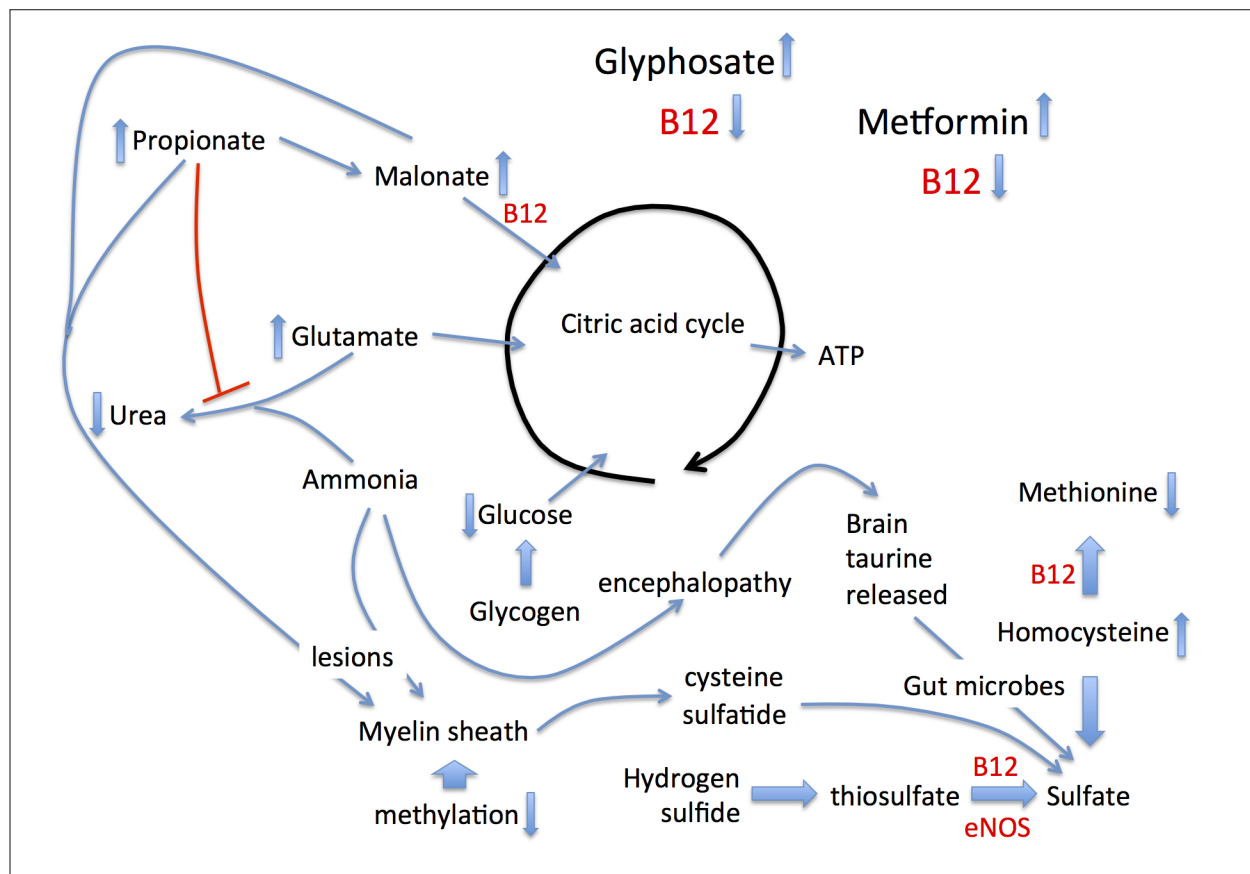 Glyphosate
B12
Metformin
B12
Propionate
Malonate
B12
Glutamate
Citric acid cycle
ATP
Urea
Ammonia
Glucose
Glycogen
encephalopathy
Brain
taurine
released
Methionine
B12
Homocysteine
lesions
cysteine
sulfatide
Gut microbes
Myelin sheath
methylation
Hydrogen
sulfide
thiosulfate
B12
eNOS
Sulfate